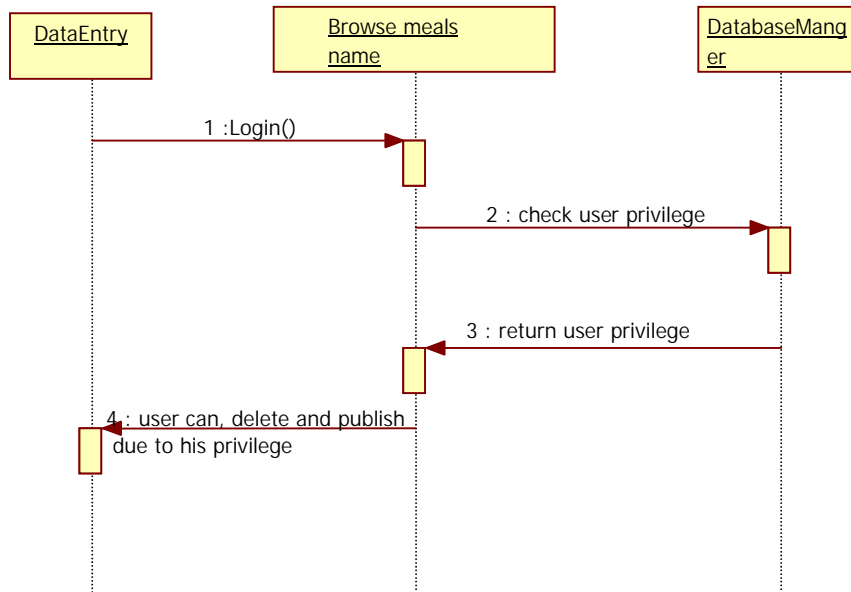 DataEntry
Browse meals
name
DatabaseMang
er
1 :Login()
2 : check user privilege
3 : return user privilege
4 : user can, delete and publish
due to his privilege